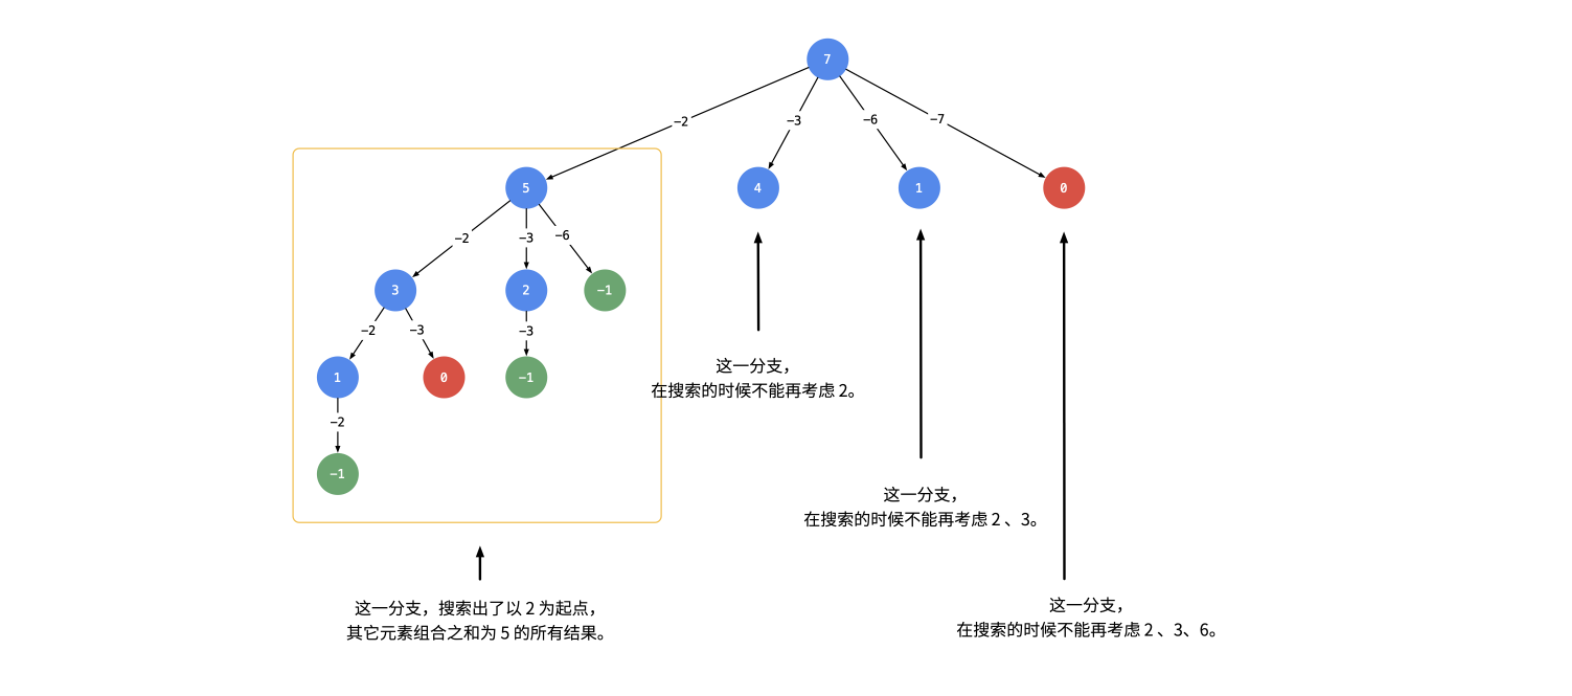 7
-2
-3
-6
-7
5
4
1
0
-2
-3
-6
3
2
-1
-2
-3
-3
1
0
-1
-2
-1
这一分支，
在搜索的时候不能再考虑 2。
这一分支，
在搜索的时候不能再考虑 2 、3。
这一分支，搜索出了以 2 为起点，
其它元素组合之和为 5 的所有结果。
这一分支，
在搜索的时候不能再考虑 2 、3、6。